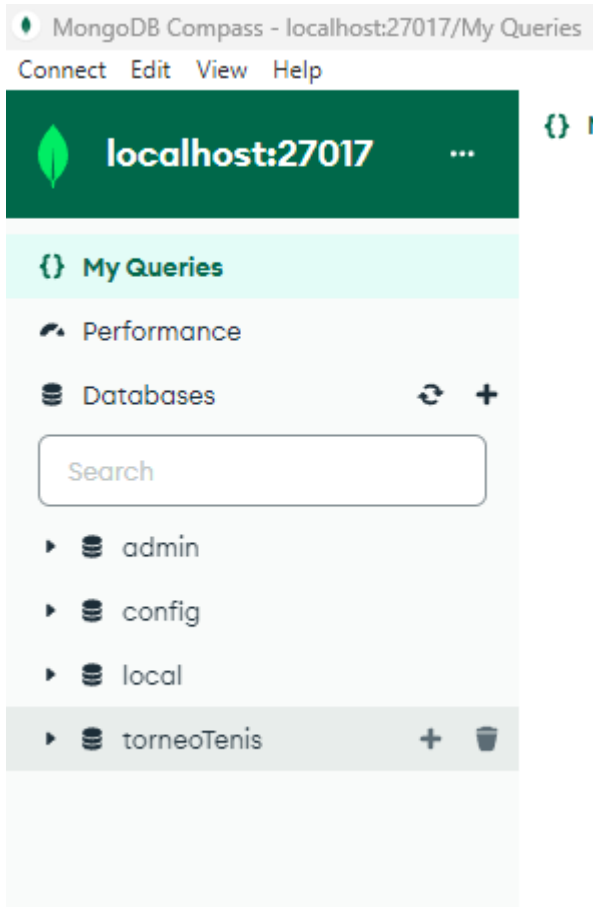 MongoDB Compass - localhost:27017/My Queries
Connect Edit View Help
localhost:27017 ...
{} My Queries
Performance
Databases
Search
admin
config
local
torneoTenis